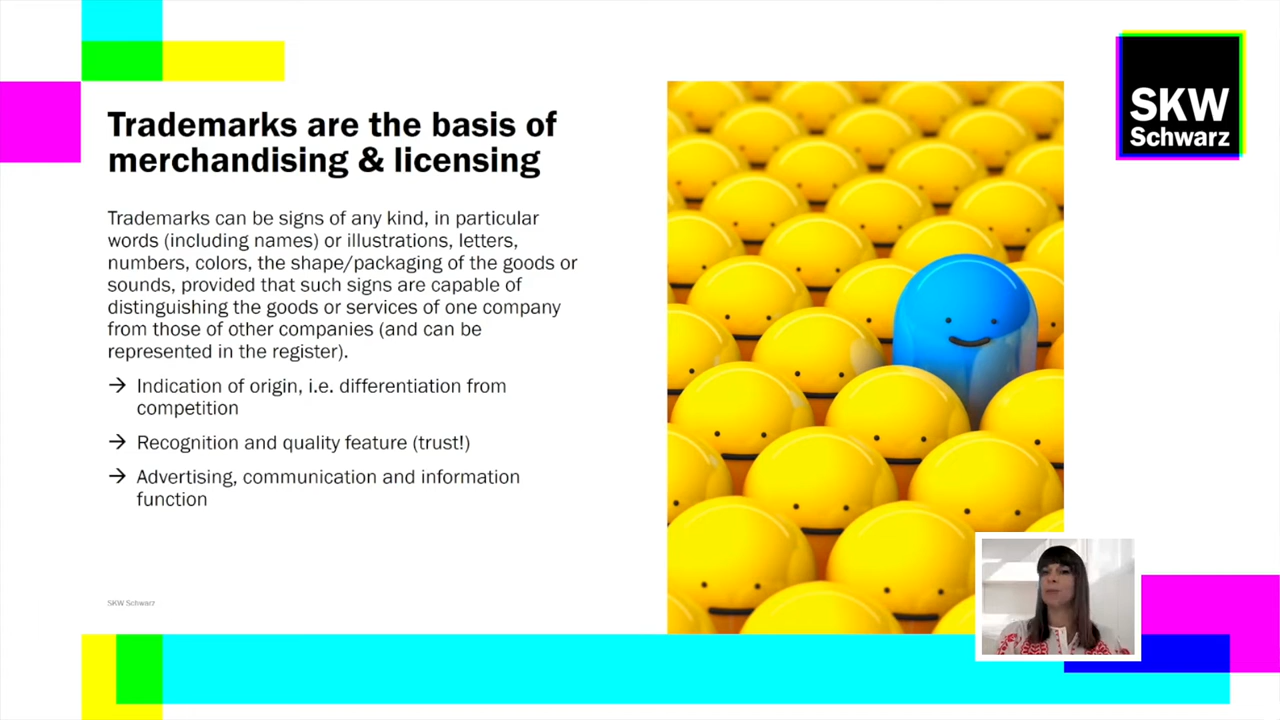 Trademarks are the basis of
merchandising & licensing
SKW
Schwarz
Trademarks can be signs of any kind, in particular
words (including names) or illustrations, letters,
numbers, colors, the shape/packaging of the goods or
sounds, provided that such signs are capable of
distinguishing the goods or services of one company
from those of other companies (and can be
represented in the register).
→ Indication of origin, i.e. differentiation from
competition
→ Recognition and quality feature (trust!)
→ Advertising, communication and information
function
SKW Schwarz